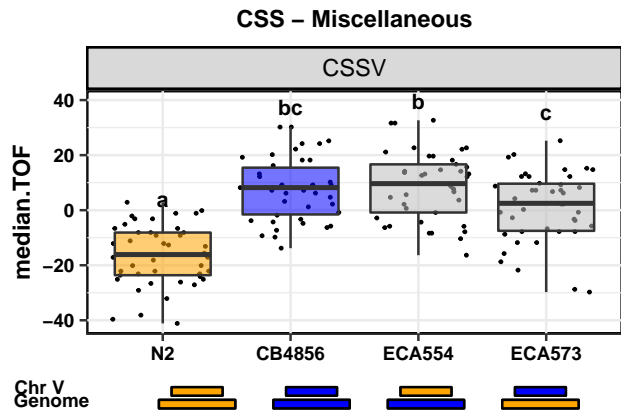 CSS – Miscellaneous
CSSV
median.TOF
40
20
0
−20
−40
a
bc
b
c
N2 CB4856 ECA554 ECA573
Chr V
Genome